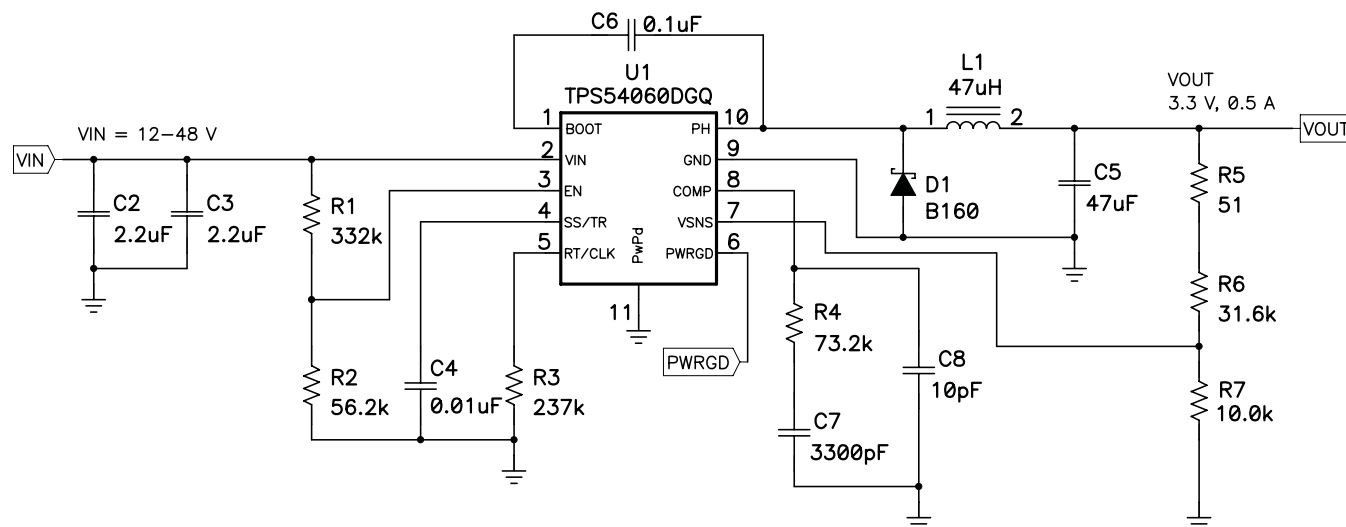 C6
0.1uF
U1
TPS54060DGQ
L1
47uH
VOUT
3.3 V, 0.5 A
VIN = 12-48 V
VIN
1
BOOT
PH
10
1
2
VOUT
2
VIN
GND
9
3
EN
COMP
8
4
SS/TR
VSNS
7
5
RT/CLK
PwPd
PWRGD
6
11
C2
2.2uF
C3
2.2uF
R1
332k
D1
B160
C5
47uF
R5
51
R6
31.6k
R4
73.2k
PWRGD
R2
56.2k
C4
0.01uF
R3
237k
C8
10pF
C7
3300pF
R7
10.0k